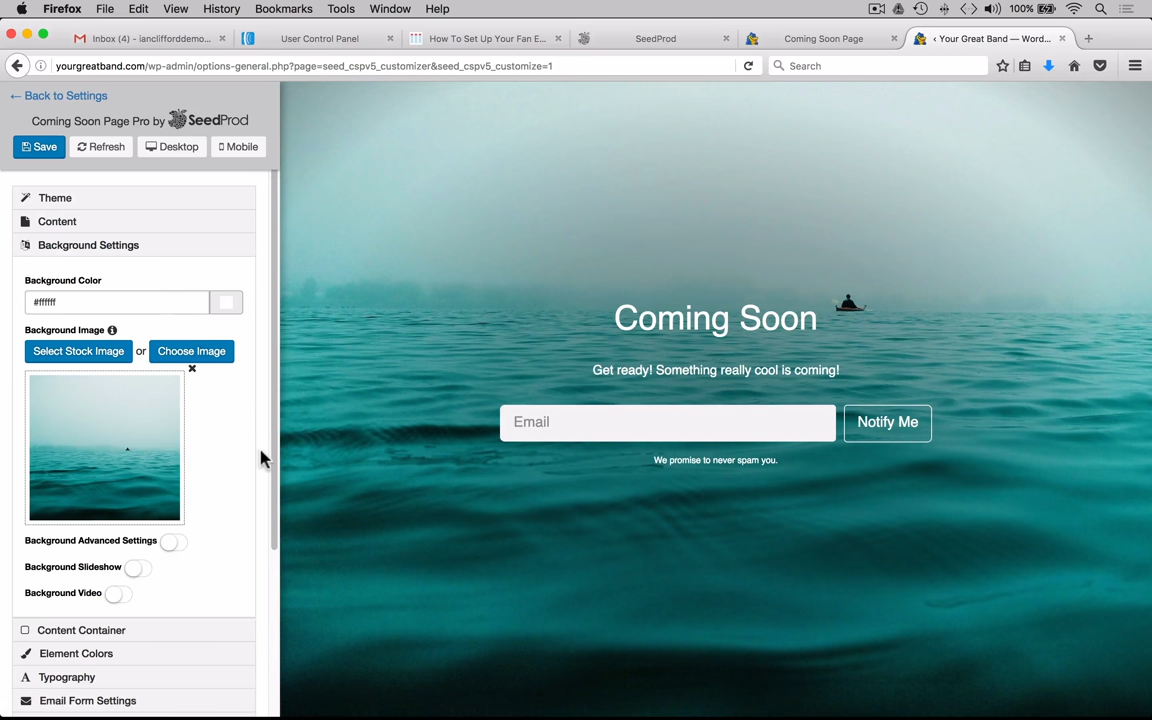 Firefox File Edit View History Bookmarks Tools Window Help 100%
Inbox (4) - ianclifforddemo...
User Control Panel
How To Set Up Your Fan E...
SeedProd
Coming Soon Page
‹ Your Great Band — Word...
yourgreatband.com/wp-admin/options-general.php?page=seed_cspv5_customizer&seed_cspv5_customize=1
Search
← Back to Settings
Coming Soon Page Pro by SeedProd
Save Refresh Desktop Mobile
Theme
Content
Background Settings
Background Color
#ffffff
Background Image
Select Stock Image or Choose Image
Background Advanced Settings
Background Slideshow
Background Video
Content Container
Element Colors
Typography
Email Form Settings
Coming Soon
Get ready! Something really cool is coming!
Email Notify Me
We promise to never spam you.